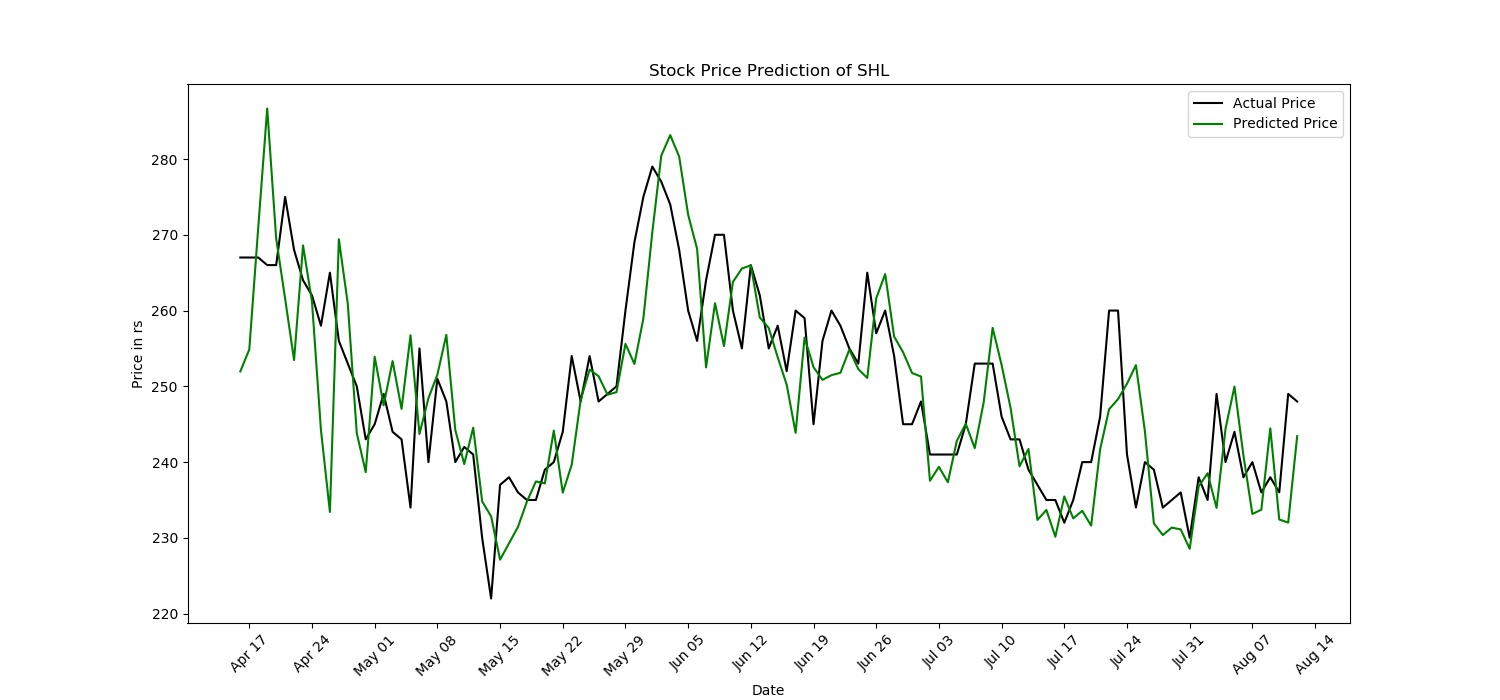 Stock Price Prediction of SHL
Actual Price
Predicted Price
Price in rs
280
270
260
250
240
230
220
Apr 17
Apr 24
May 01
May 08
May 15
May 22
May 29
Jun 05
Jun 12
Jun 19
Jun 26
Jul 03
Jul 10
Jul 17
Jul 24
Jul 31
Aug 07
Aug 14
Date